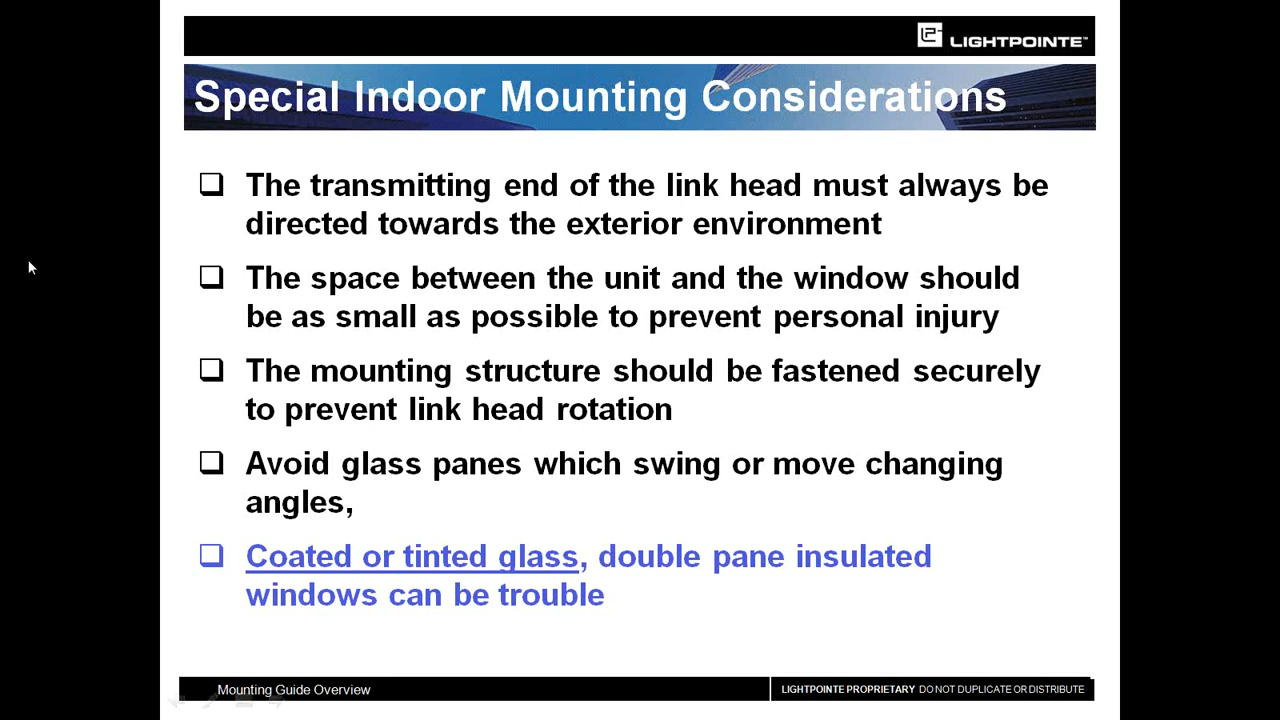 LIGHTPOINTE™
Special Indoor Mounting Considerations
The transmitting end of the link head must always be
directed towards the exterior environment
The space between the unit and the window should
be as small as possible to prevent personal injury
The mounting structure should be fastened securely
to prevent link head rotation
Avoid glass panes which swing or move changing
angles,
Coated or tinted glass, double pane insulated
windows can be trouble
Mounting Guide Overview
LIGHTPOINTE PROPRIETARY DO NOT DUPLICATE OR DISTRIBUTE